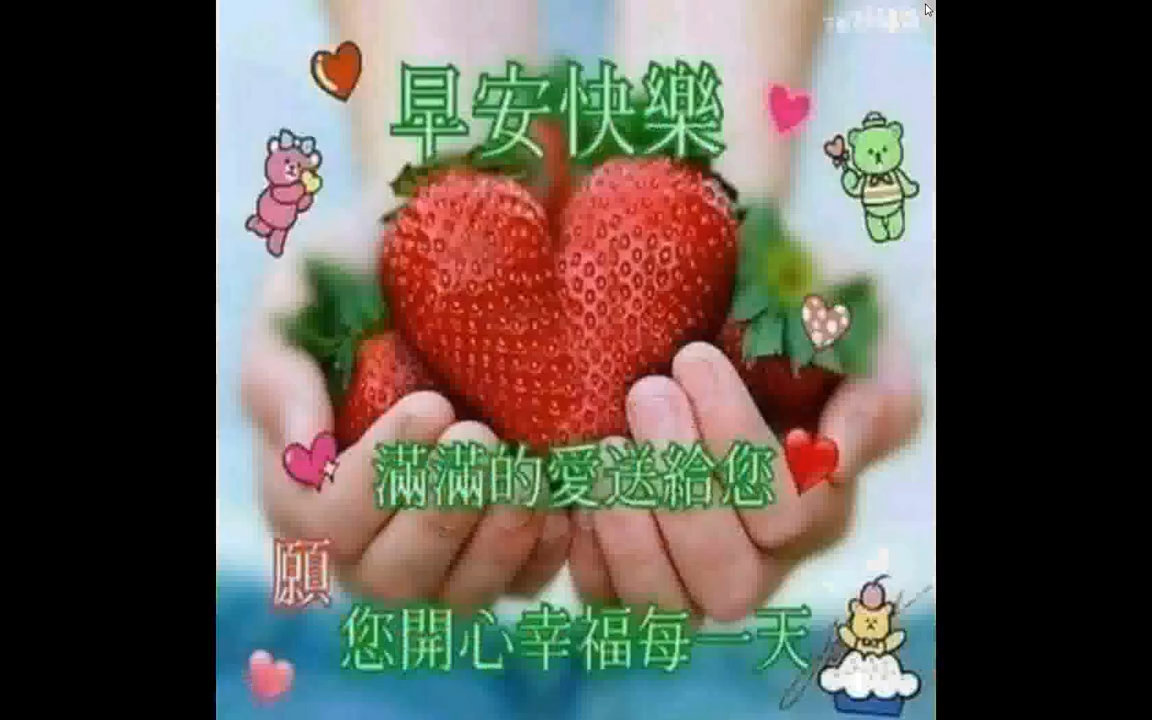 早安快樂
滿滿的愛送給您
願
您開心幸福每一天